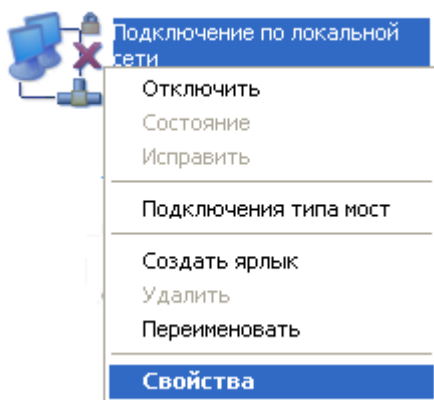 Подключение по локальной
сети
Отключить
Состояние
Исправить
Подключения типа мост
Создать ярлык
Удалить
Переименовать
Свойства